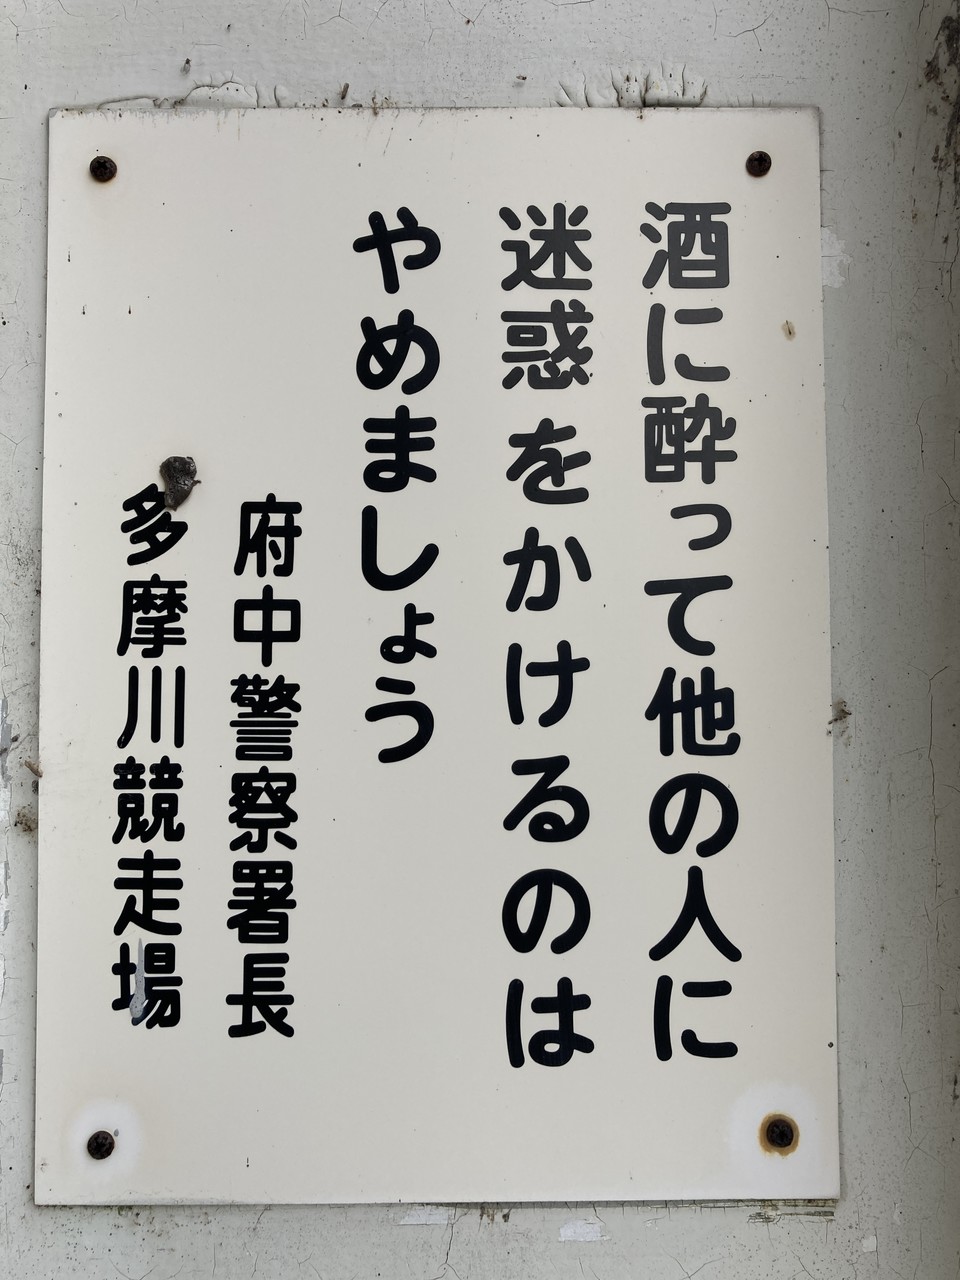 酒に酔って他の人に
迷惑をかけるのは
やめましょう
府中警察署長
多摩川競走場